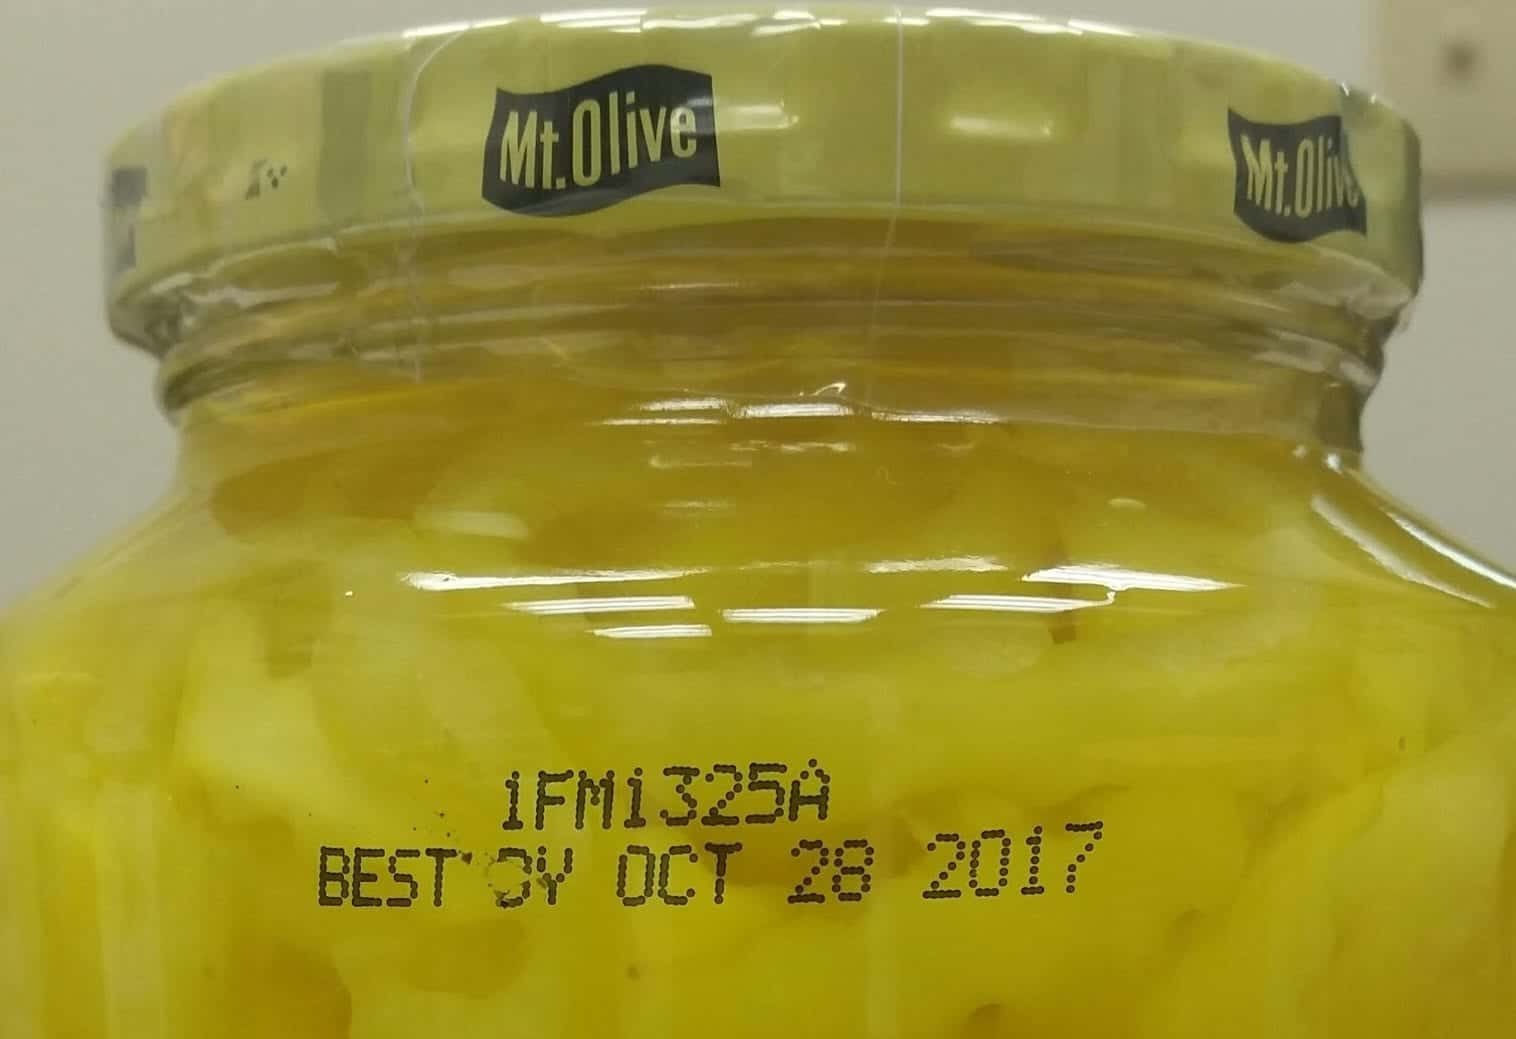 Mt. Olive
Mt. Olive
1FM1325A
BEST BY OCT 28 2017